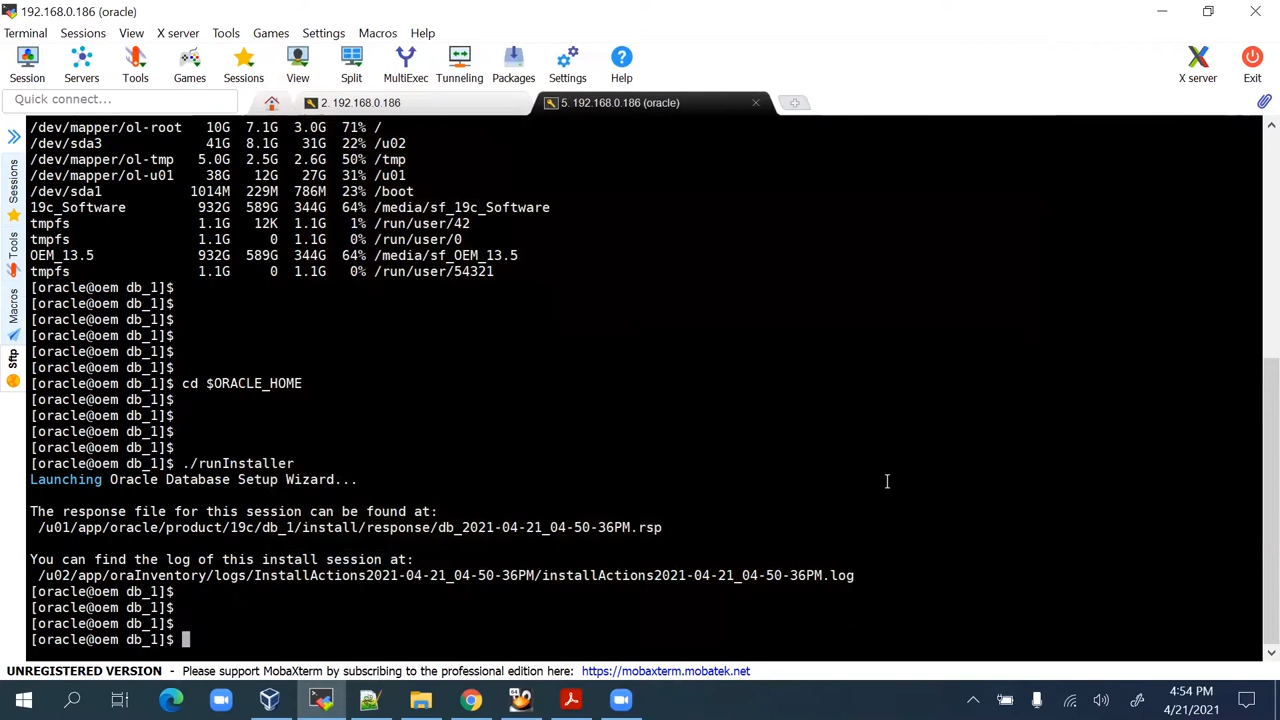 192.168.0.186 (oracle)
Terminal Sessions View X server Tools Games Settings Macros Help
Session Servers Tools Games Sessions View Split MultiExec Tunneling Packages Settings Help X server Exit
Quick connect... 2. 192.168.0.186 5. 192.168.0.186 (oracle)
Sessions
Tools
Macros
Sftp
/dev/mapper/ol-root 10G 7.1G 3.0G 71% /
/dev/sda3 41G 8.1G 31G 22% /u02
/dev/mapper/ol-tmp 5.0G 2.5G 2.6G 50% /tmp
/dev/mapper/ol-u01 38G 12G 27G 31% /u01
/dev/sda1 1014M 229M 786M 23% /boot
19c_Software 932G 589G 344G 64% /media/sf_19c_Software
tmpfs 1.1G 12K 1.1G 1% /run/user/42
tmpfs 1.1G 0 1.1G 0% /run/user/0
OEM_13.5 932G 589G 344G 64% /media/sf_OEM_13.5
tmpfs 1.1G 0 1.1G 0% /run/user/54321
[oracle@oem db_1]$
[oracle@oem db_1]$
[oracle@oem db_1]$
[oracle@oem db_1]$
[oracle@oem db_1]$
[oracle@oem db_1]$
[oracle@oem db_1]$ cd $ORACLE_HOME
[oracle@oem db_1]$
[oracle@oem db_1]$
[oracle@oem db_1]$
[oracle@oem db_1]$
[oracle@oem db_1]$ ./runInstaller
Launching Oracle Database Setup Wizard...
The response file for this session can be found at:
/u01/app/oracle/product/19c/db_1/install/response/db_2021-04-21_04-50-36PM.rsp
You can find the log of this install session at:
/u02/app/oraInventory/logs/InstallActions2021-04-21_04-50-36PM/installActions2021-04-21_04-50-36PM.log
[oracle@oem db_1]$
[oracle@oem db_1]$
[oracle@oem db_1]$
[oracle@oem db_1]$
UNREGISTERED VERSION - Please support MobaXterm by subscribing to the professional edition here: https://mobaxterm.mobatek.net
4:54 PM
4/21/2021